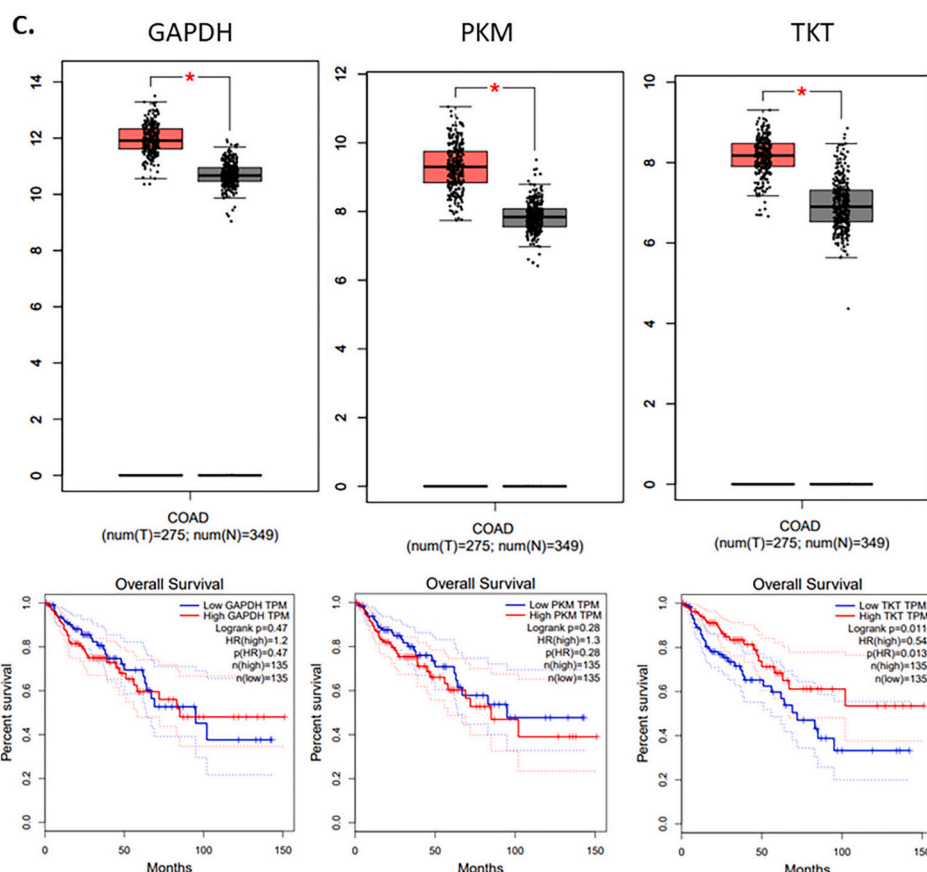 C.
GAPDH
PKM
TKT
*
*
*
14
12
10
8
6
4
2
0
12
10
8
6
4
2
0
10
8
6
4
2
0
COAD
(num(T)=275; num(N)=349)
COAD
(num(T)=275; num(N)=349)
COAD
(num(T)=275; num(N)=349)
Overall Survival
Low GAPDH TPM
High GAPDH TPM
Logrank p=0.47
HR(high)=1.2
p(HR)=0.47
n(high)=135
n(low)=135
Percent survival
1.0
0.8
0.6
0.4
0.2
0.0
0 50 100 150
Months
Overall Survival
Low PKM TPM
High PKM TPM
Logrank p=0.28
HR(high)=1.3
p(HR)=0.28
n(high)=135
n(low)=135
Percent survival
1.0
0.8
0.6
0.4
0.2
0.0
0 50 100 150
Months
Overall Survival
Low TKT TPM
High TKT TPM
Logrank p=0.011
HR(high)=0.54
p(HR)=0.013
n(high)=135
n(low)=135
Percent survival
1.0
0.8
0.6
0.4
0.2
0.0
0 50 100 150
Months